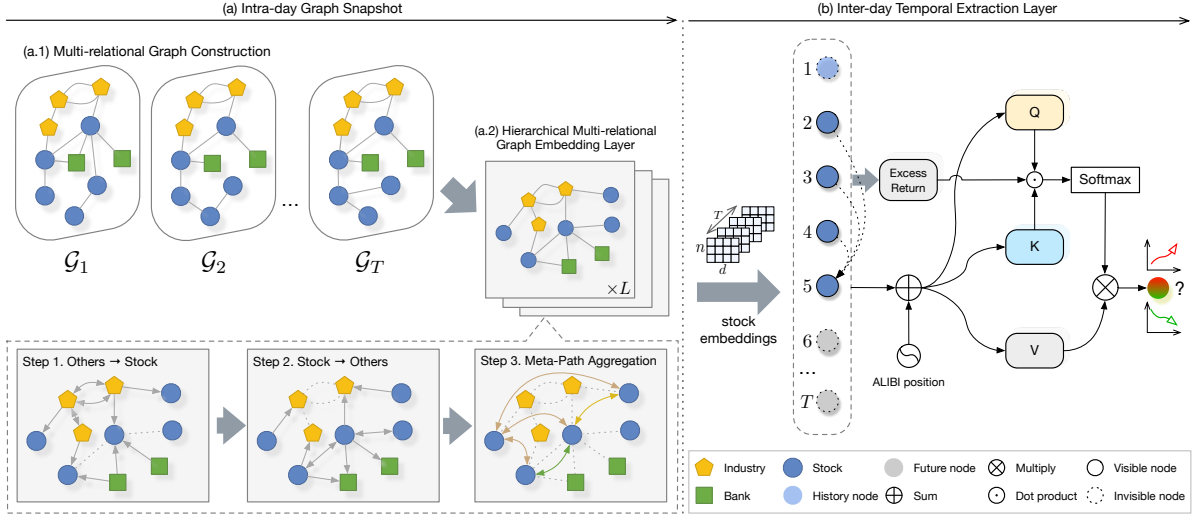 (a) Intra-day Graph Snapshot
(b) Inter-day Temporal Extraction Layer
(a.1) Multi-relational Graph Construction
𝒢1
𝒢2
...
𝒢T
(a.2) Hierarchical Multi-relational
Graph Embedding Layer
×L
Step 1. Others → Stock
Step 2. Stock → Others
Step 3. Meta-Path Aggregation
T
n
d
stock
embeddings
1
2
3
4
5
6
...
T
Excess
Return
Q
K
V
Softmax
ALIBI position
?
Industry
Stock
Future node
Multiply
Visible node
Bank
History node
Sum
Dot product
Invisible node